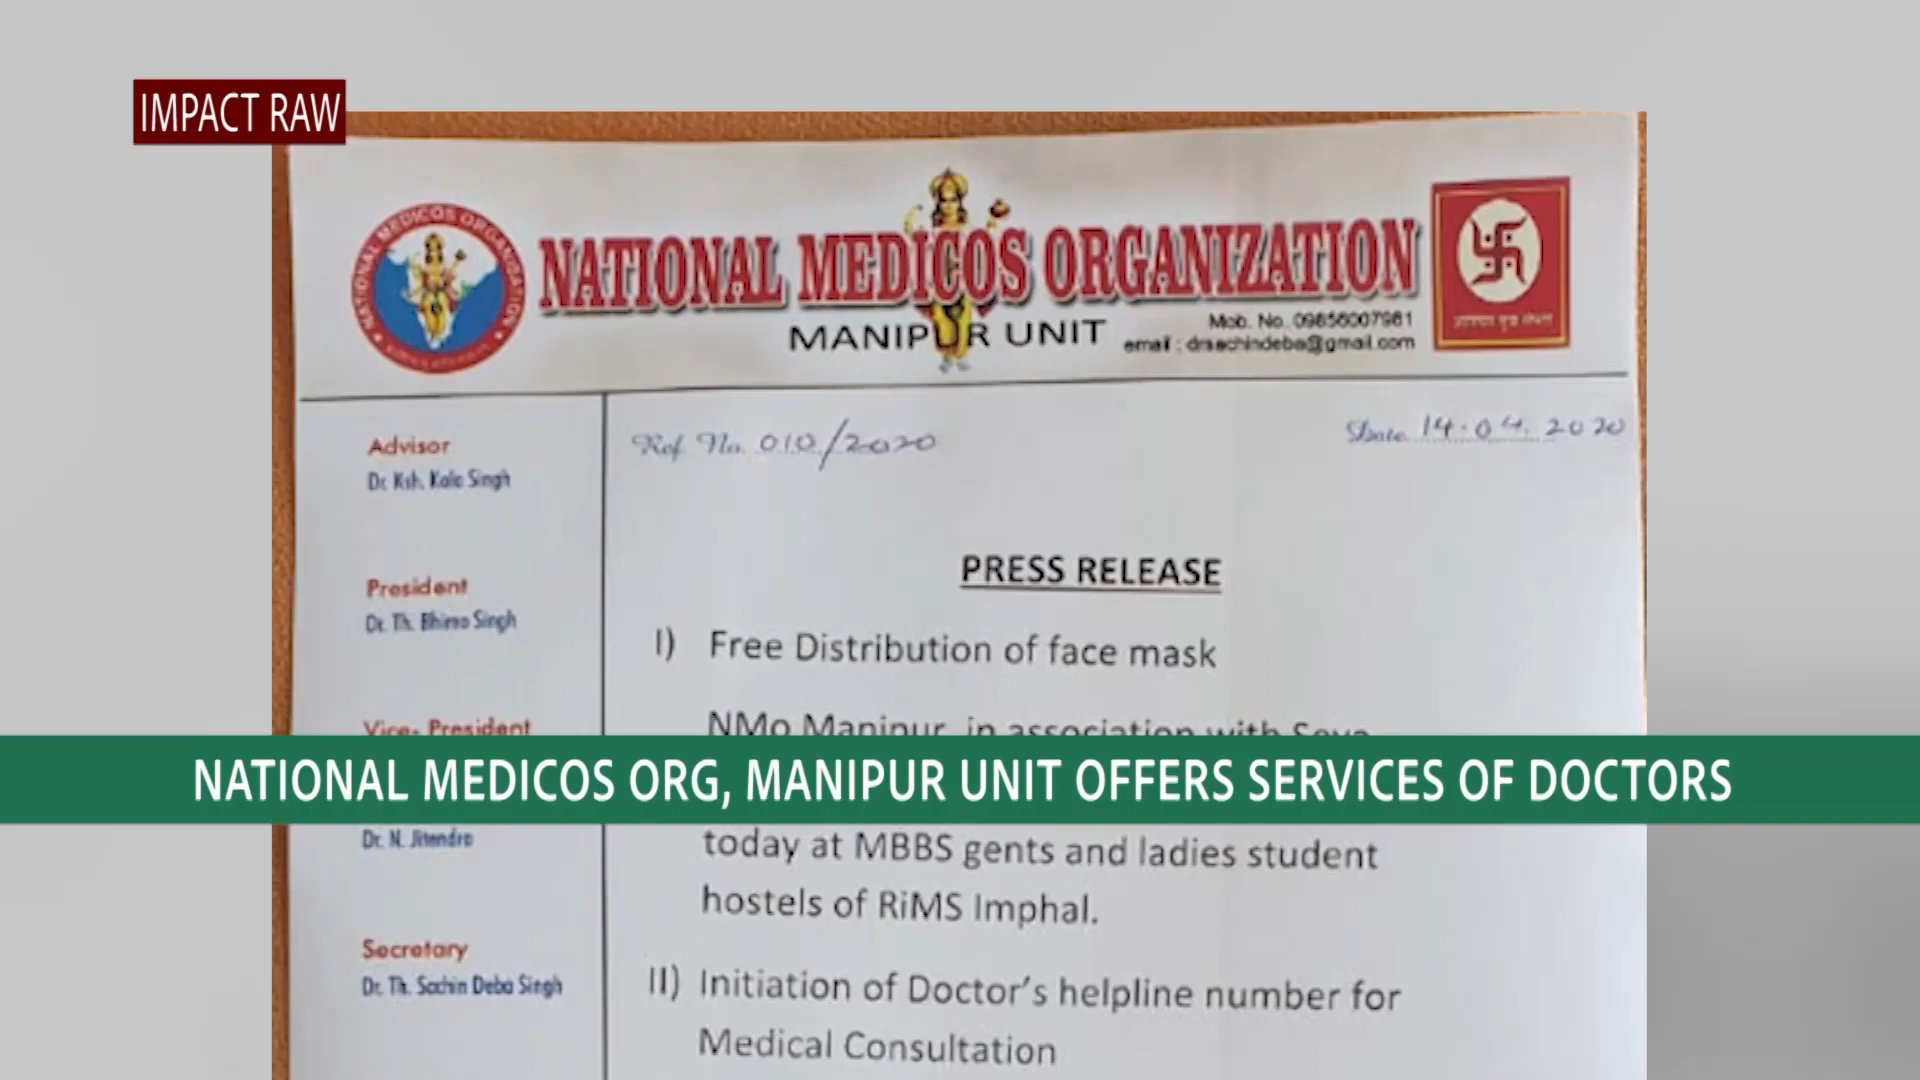 IMPACT RAW
NATIONAL MEDICOS ORGANISATION
NATIONAL MEDICOS ORGANIZATION
MANIPUR UNIT
Mob. No. 09856007981
email : drsachindeba@gmail.com
Ref. No. 010/2020
Date 14.04.2020
Advisor
Dr. Ksh. Kala Singh
President
Dr. Th. Bhimo Singh
Vice- President
Dr. N. Jitendra
Secretary
Dr. Th. Sachin Deba Singh
PRESS RELEASE
I) Free Distribution of face mask
NMo Manipur, in association with Seva
NATIONAL MEDICOS ORG, MANIPUR UNIT OFFERS SERVICES OF DOCTORS
today at MBBS gents and ladies student
hostels of RiMS Imphal.
II) Initiation of Doctor's helpline number for
Medical Consultation